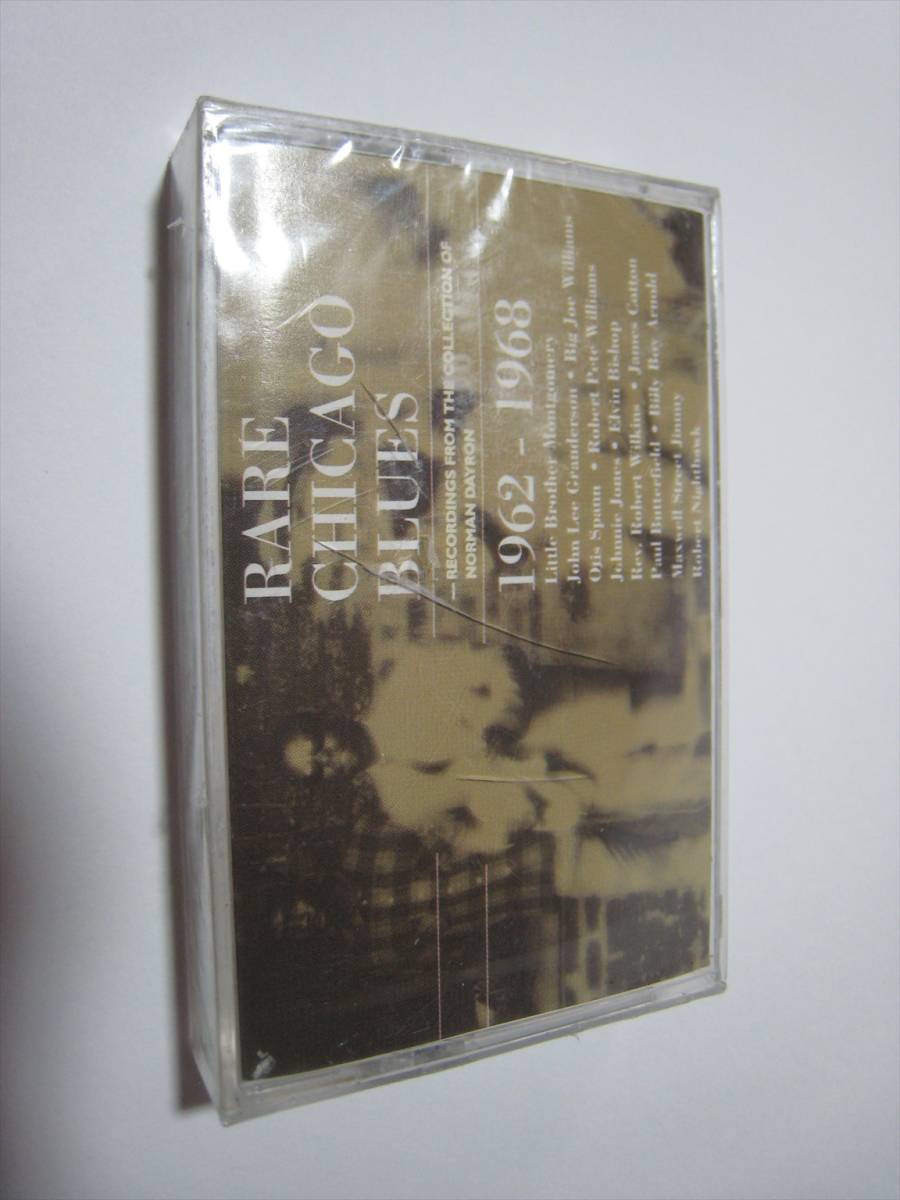 RARE
CHICAGO
BLUES
— RECORDINGS FROM THE COLLECTION OF
NORMAN DAYRON
1962 – 1968
Little Brother Montgomery
John Lee Granderson • Big Joe Williams
Otis Spann • Robert Pete Williams
Johnnie Jones • Elvin Bishop
Rev. Robert Wilkins • James Cotton
Paul Butterfield • Billy Boy Arnold
Maxwell Street Jimmy
Robert Nighthawk